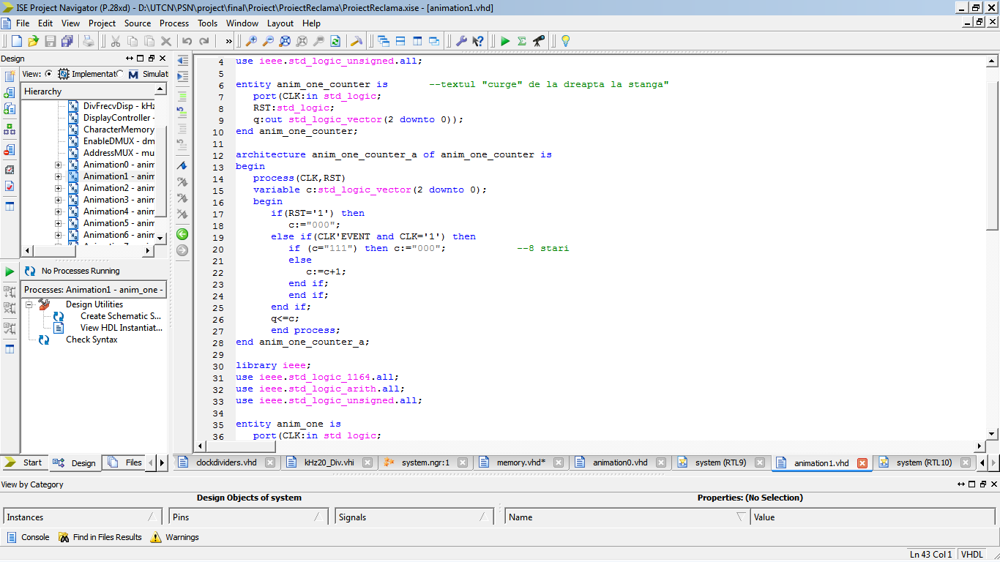 ISE Project Navigator (P.28xd) - D:\UTCN\PSN\project\final\Proiect\ProiectReclama\ProiectReclama.xise - [animation1.vhd]
File Edit View Project Source Process Tools Window Layout Help
Design
View: Implementat Simulat
Hierarchy
DivFrecvDisp - kHz
DisplayController -
CharacterMemory
EnableDMUX - dm
AddressMUX - mu
Animation0 - anim
Animation1 - anim
Animation2 - anim
Animation3 - anim
Animation4 - anim
Animation5 - anim
Animation6 - anim
No Processes Running
Processes: Animation1 - anim_one -
Design Utilities
Create Schematic S...
View HDL Instantiat...
Check Syntax
Start Design Files
4 use ieee.std_logic_unsigned.all;
5
6 entity anim_one_counter is --textul "curge" de la dreapta la stanga"
7 port(CLK:in std_logic;
8 RST:std_logic;
9 q:out std_logic_vector(2 downto 0));
10 end anim_one_counter;
11
12 architecture anim_one_counter_a of anim_one_counter is
13 begin
14 process(CLK,RST)
15 variable c:std_logic_vector(2 downto 0);
16 begin
17 if(RST='1') then
18 c:="000";
19 else if(CLK'EVENT and CLK='1') then
20 if (c="111") then c:="000"; --8 stari
21 else
22 c:=c+1;
23 end if;
24 end if;
25 end if;
26 q<=c;
27 end process;
28 end anim_one_counter_a;
29
30 library ieee;
31 use ieee.std_logic_1164.all;
32 use ieee.std_logic_arith.all;
33 use ieee.std_logic_unsigned.all;
34
35 entity anim_one is
36 port(CLK:in std_logic;
clockdividers.vhd kHz20_Div.vhi system.ngr:1 memory.vhd* animation0.vhd system (RTL9) animation1.vhd system (RTL10)
View by Category
Design Objects of system Properties: (No Selection)
Instances Pins Signals Name Value
Console Find in Files Results Warnings
Ln 43 Col 1 VHDL